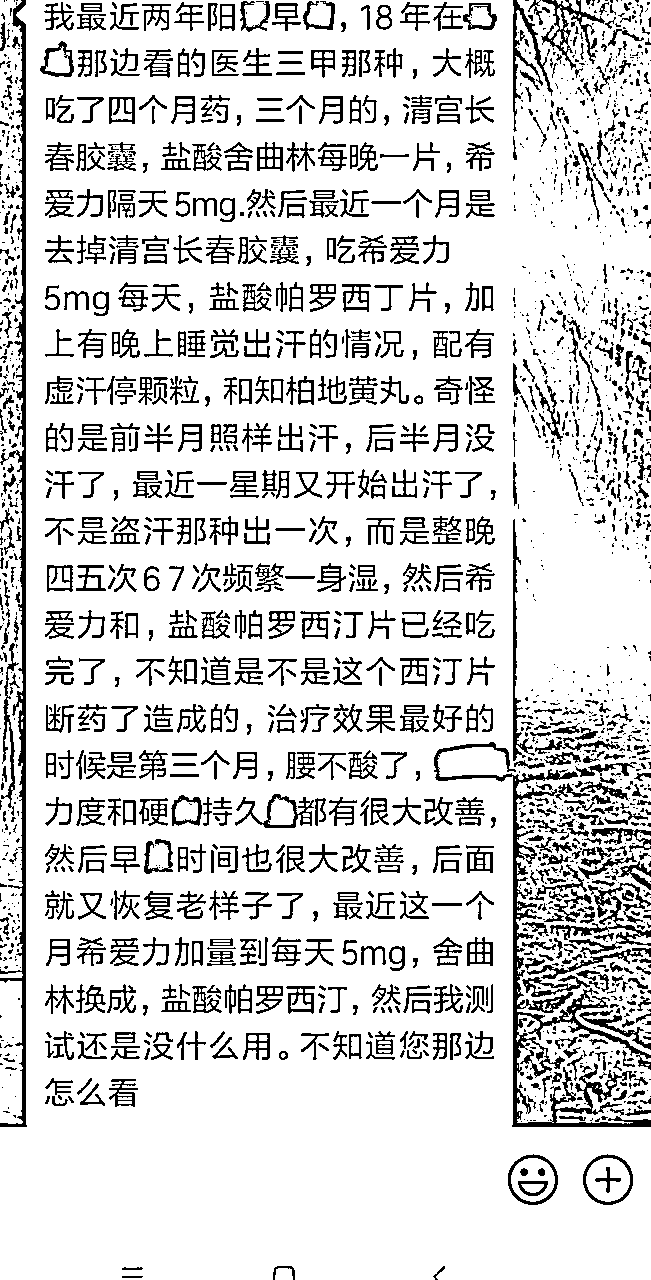 我最近两年阳早，18年在
那边看的医生三甲那种，大概
吃了四个月药，三个月的，清宫长
春胶囊，盐酸舍曲林每晚一片，希
爱力隔天5mg.然后最近一个月是
去掉清宫长春胶囊，吃希爱力
5mg每天，盐酸帕罗西丁片，加
上有晚上睡觉出汗的情况，配有
虚汗停颗粒，和知柏地黄丸。奇怪
的是前半月照样出汗，后半月没
汗了，最近一星期又开始出汗了，
不是盗汗那种出一次，而是整晚
四五次67次频繁一身湿，然后希
爱力和，盐酸帕罗西汀片已经吃
完了，不知道是不是这个西汀片
断药了造成的，治疗效果最好的
时候是第三个月，腰不酸了，
力度和硬持久都有很大改善，
然后早时间也很大改善，后面
就又恢复老样子了，最近这一个
月希爱力加量到每天5mg，舍曲
林换成，盐酸帕罗西汀，然后我测
试还是没什么用。不知道您那边
怎么看